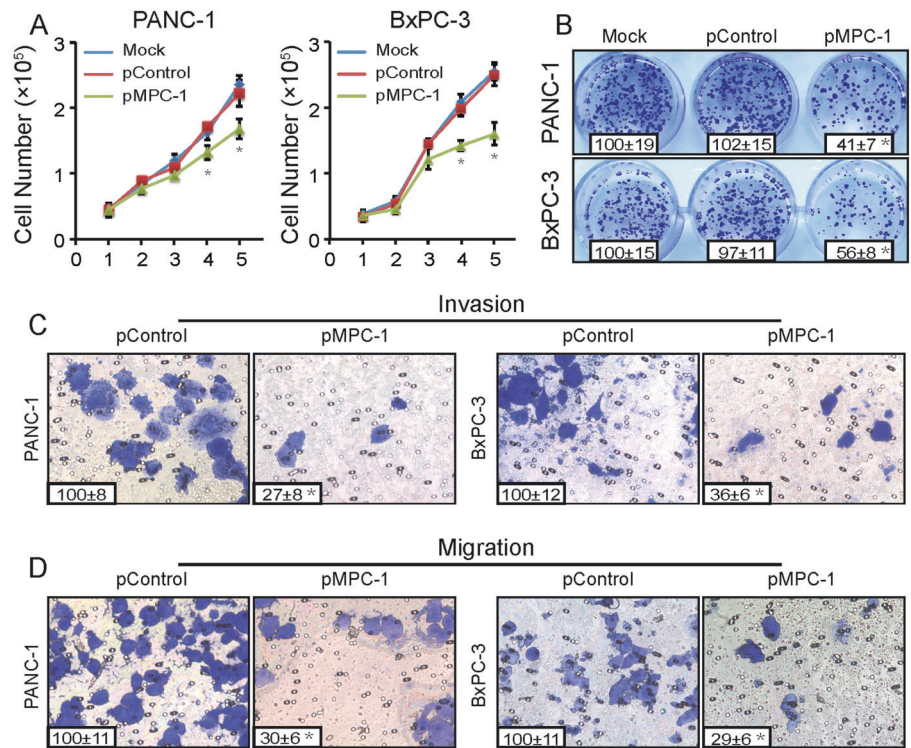 A
PANC-1
Cell Number (×10⁵)
3
2
1
0
0 1 2 3 4 5
Mock
pControl
pMPC-1
*
*
BxPC-3
Cell Number (×10⁵)
3
2
1
0
0 1 2 3 4 5
Mock
pControl
pMPC-1
*
*
B
Mock pControl pMPC-1
PANC-1
100±19 102±15 41±7 *
BxPC-3
100±15 97±11 56±8 *
C
Invasion
pControl pMPC-1 pControl pMPC-1
PANC-1
100±8 27±8 *
BxPC-3
100±12 36±6 *
D
Migration
pControl pMPC-1 pControl pMPC-1
PANC-1
100±11 30±6 *
BxPC-3
100±11 29±6 *